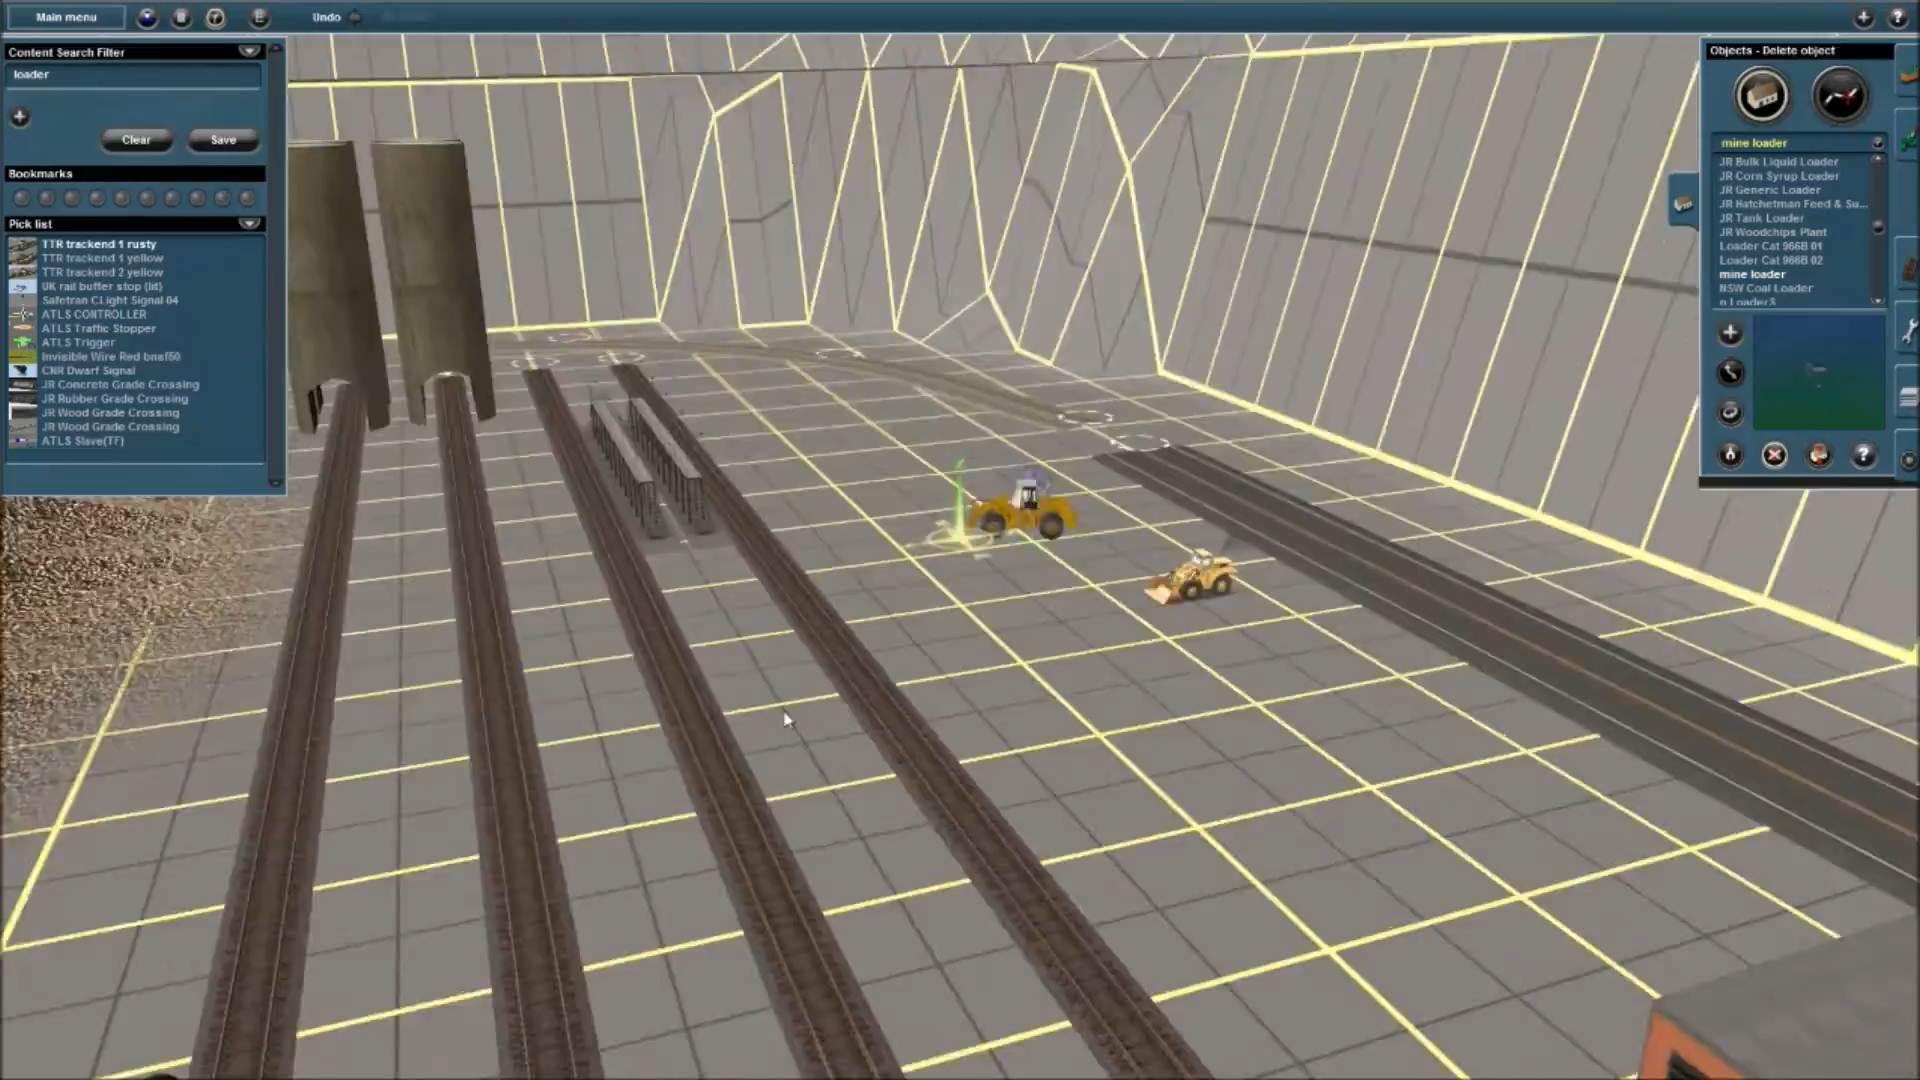 Main menu
Undo
Content Search Filter
loader
Clear
Save
Bookmarks
Pick list
TTR trackend 1 rusty
TTR trackend 1 yellow
TTR trackend 2 yellow
UK rail buffer stop (lit)
Safetran CLight Signal 04
ATLS CONTROLLER
ATLS Traffic Stopper
ATLS Trigger
Invisible Wire Red bnsf50
CNR Dwarf Signal
JR Concrete Grade Crossing
JR Rubber Grade Crossing
JR Wood Grade Crossing
JR Wood Grade Crossing
ATLS Slave(TF)
Objects - Delete object
mine loader
JR Bulk Liquid Loader
JR Corn Syrup Loader
JR Generic Loader
JR Hatchetman Feed & Su...
JR Tank Loader
JR Woodchips Plant
Loader Cat 966B 01
Loader Cat 966B 02
mine loader
NSW Coal Loader